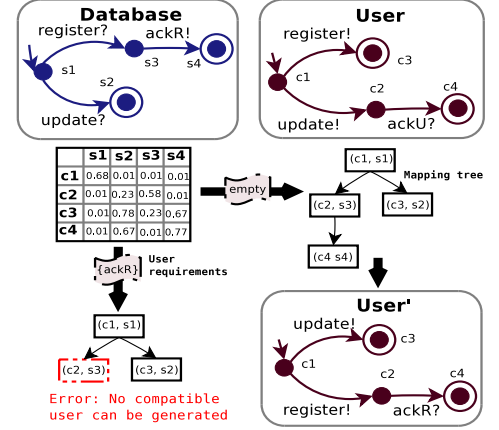 Database
register?
ackR!
s1
s3
s4
s2
update?
User
register!
c3
c1
c2
c4
update!
ackU?
s1 s2 s3 s4
c1 0.68 0.01 0.01 0.01
c2 0.01 0.23 0.58 0.01
c3 0.01 0.78 0.23 0,67
c4 0.01 0.67 0.01 0.77
empty
(c1, s1)
Mapping tree
(c2, s3)
(c3, s2)
(c4 s4)
{ackR}
User
requirements
(c1, s1)
(c2, s3)
(c3, s2)
Error: No compatible
user can be generated
User'
update!
c3
c1
c2
c4
register!
ackR?